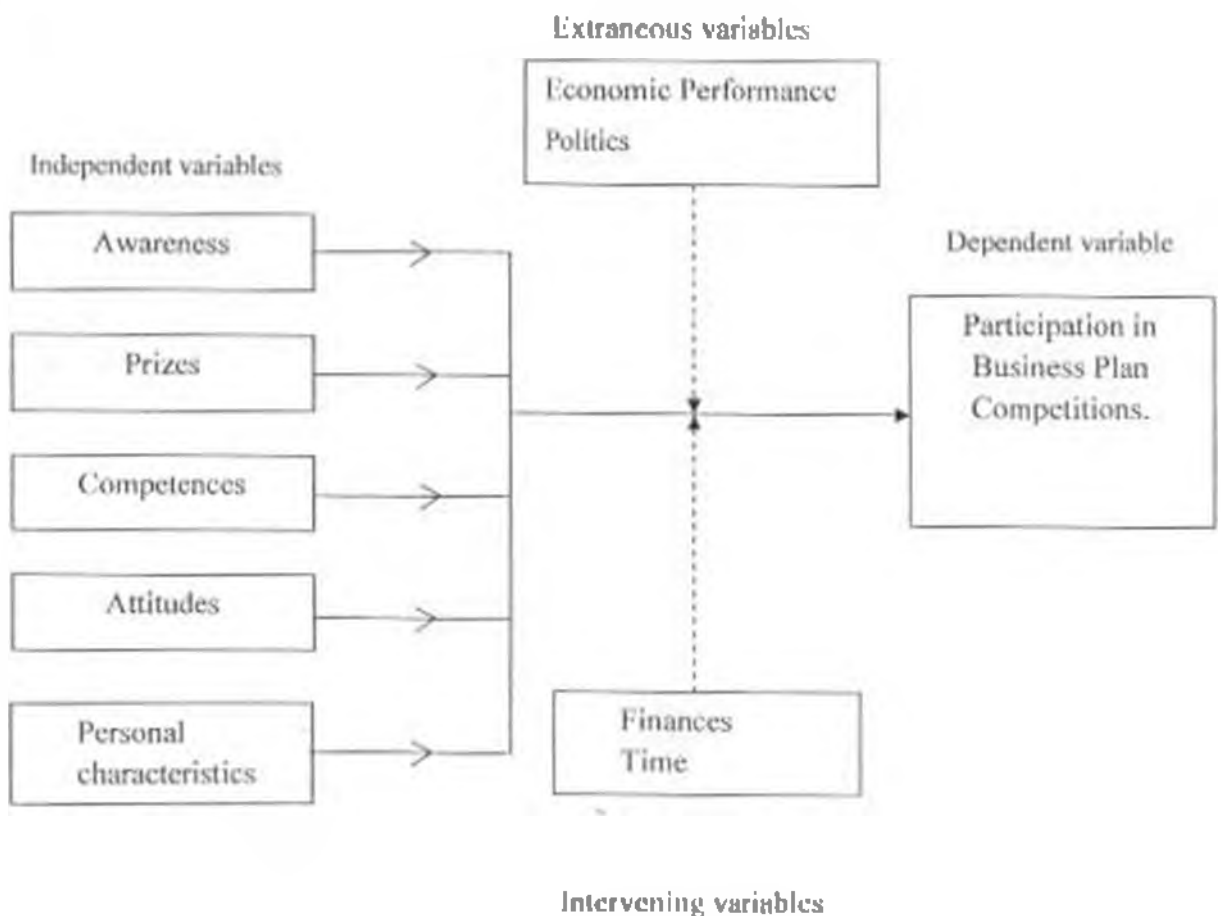 Extraneous variables
Economic Performance
Politics
Independent variables
Awareness
Prizes
Competences
Attitudes
Personal
characteristics
Dependent variable
Participation in
Business Plan
Competitions.
Finances
Time
Intervening variables